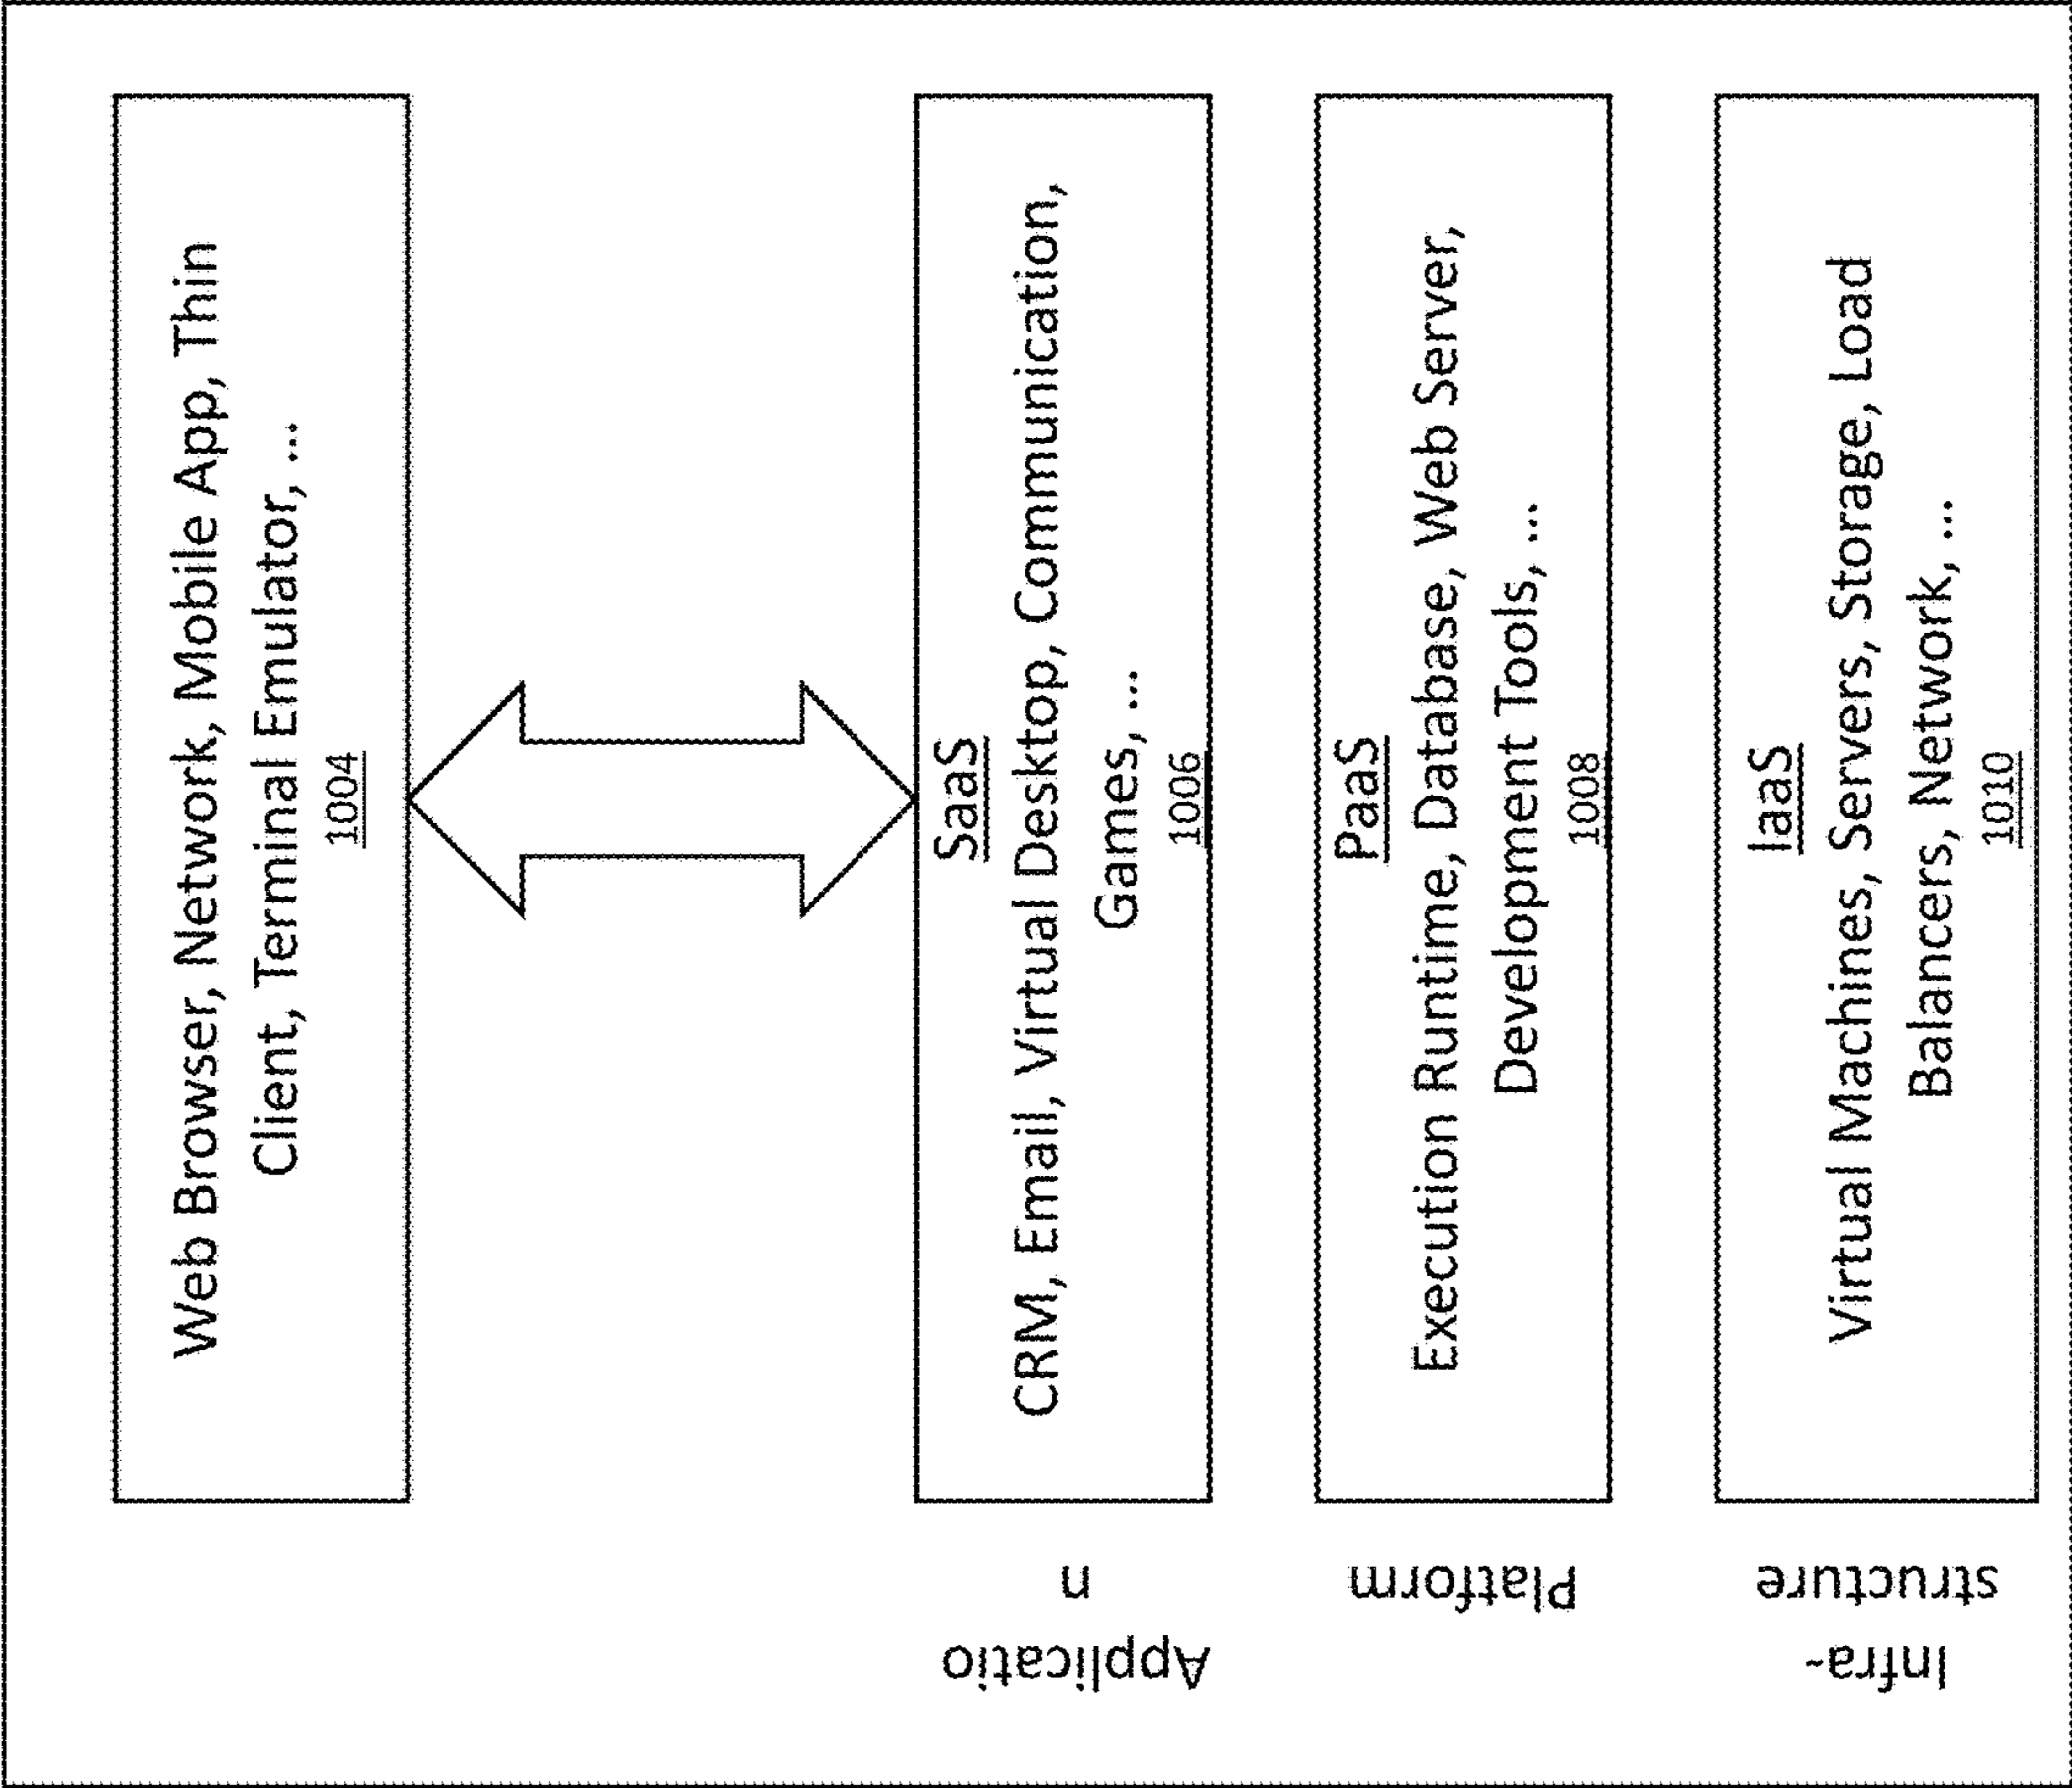 Web Browser, Network, Mobile App, Thin
Client, Terminal Emulator, ...
1004
SaaS
CRM, Email, Virtual Desktop, Communication,
Games, ...
1006
PaaS
Execution Runtime, Database, Web Server,
Development Tools, ...
1008
IaaS
Virtual Machines, Servers, Storage, Load
Balancers, Network, ...
1010
Applicatio
n
Platform
Infra-
structure